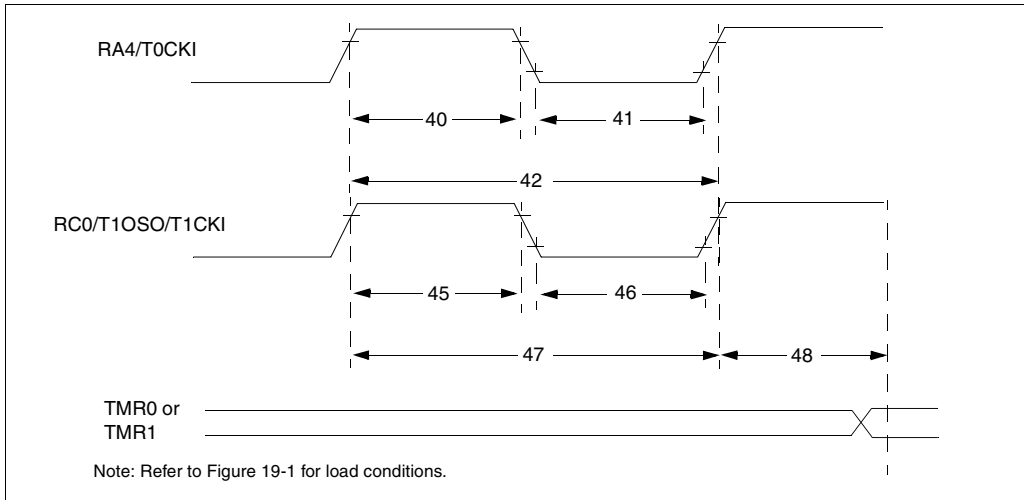 RA4/T0CKI
40
41
42
RC0/T1OSO/T1CKI
45
46
47
48
TMR0 or
TMR1
Note: Refer to Figure 19-1 for load conditions.